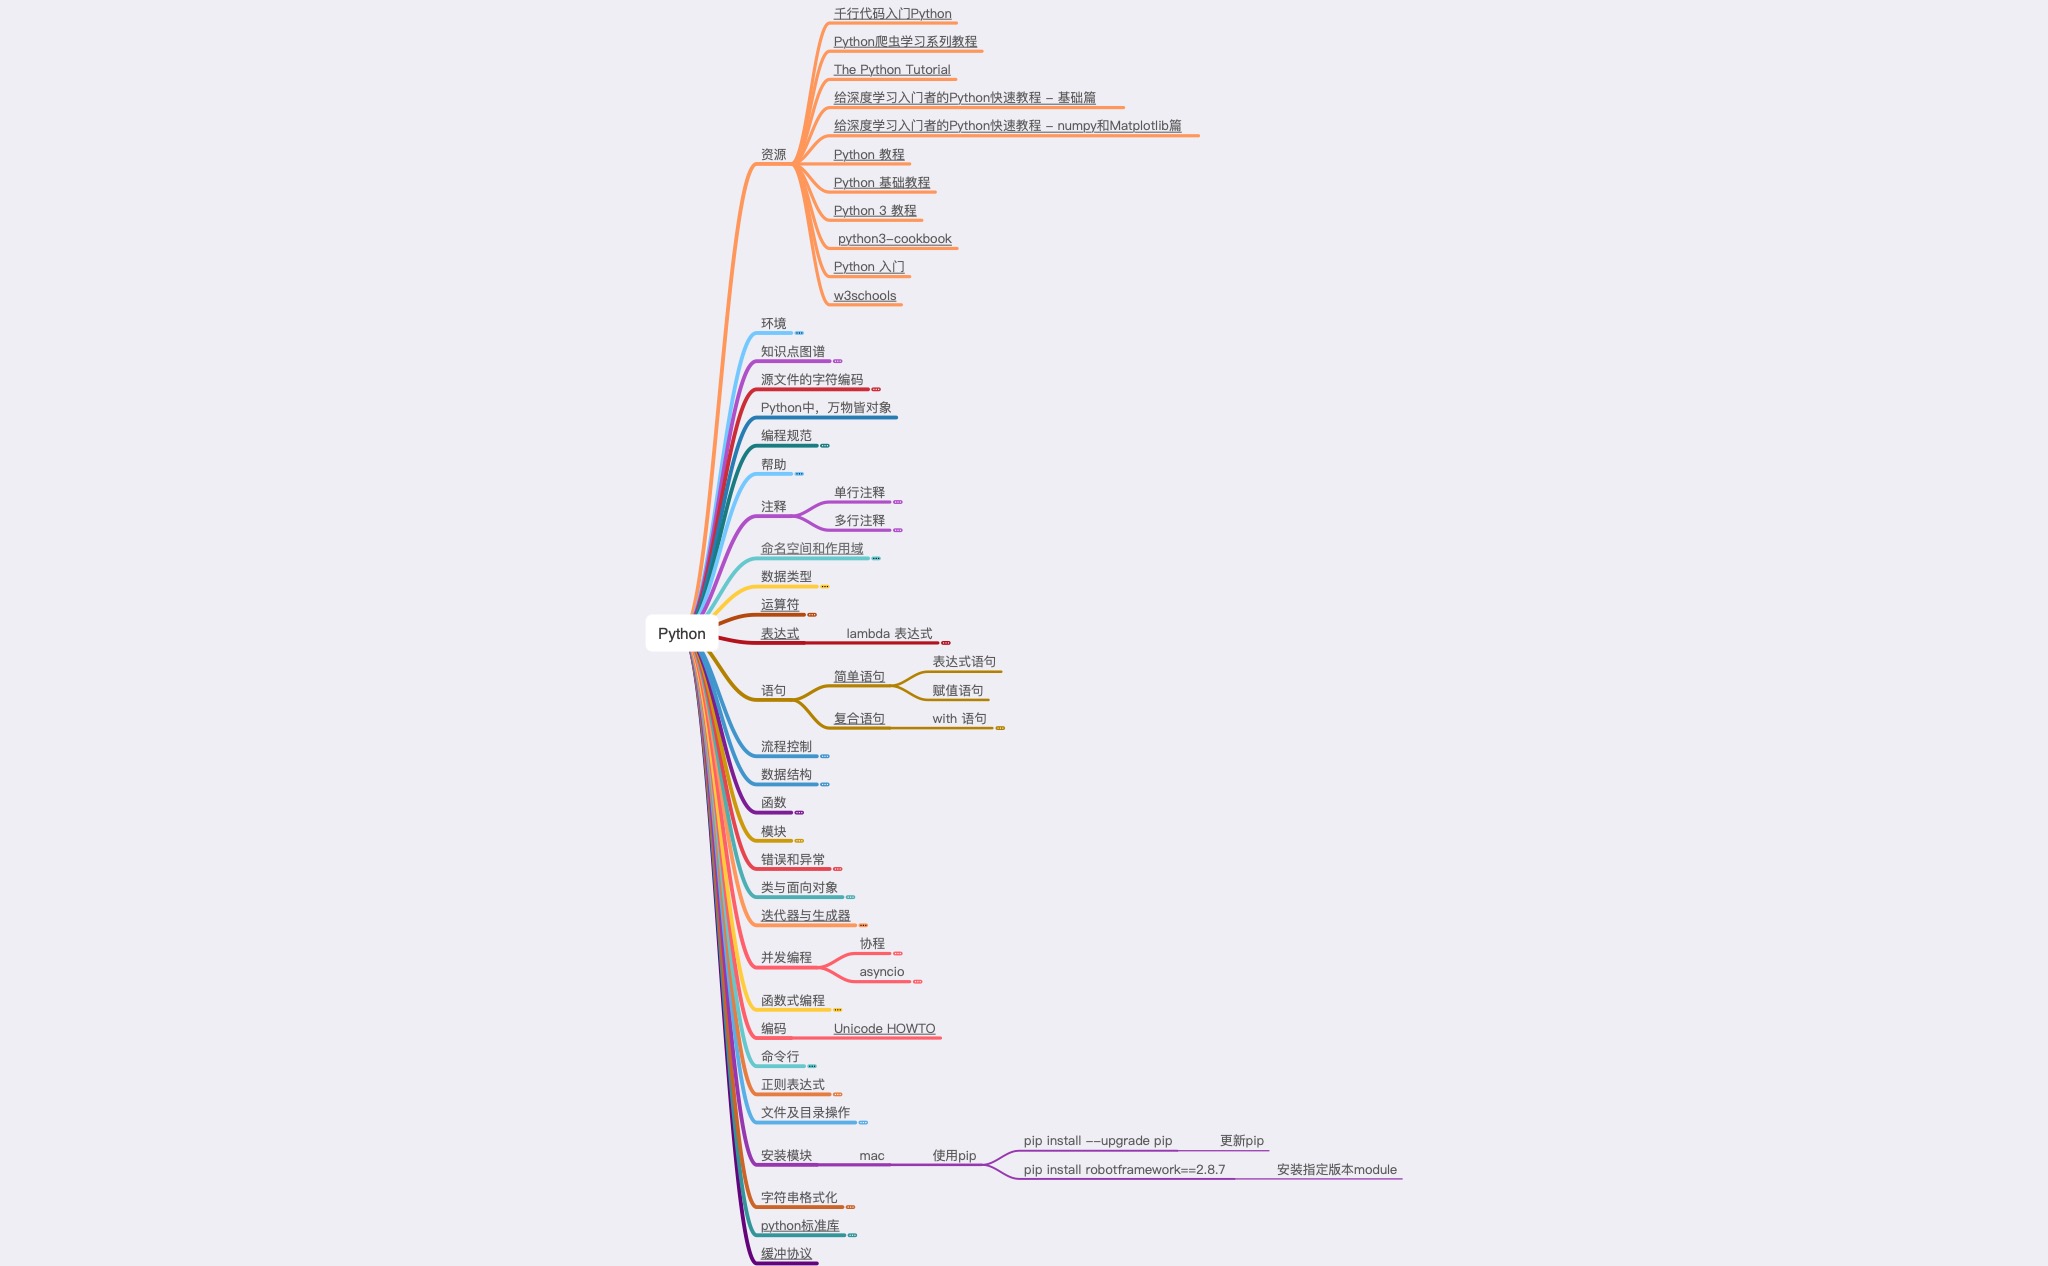 千行代码入门Python
Python爬虫学习系列教程
The Python Tutorial
给深度学习入门者的Python快速教程 - 基础篇
给深度学习入门者的Python快速教程 - numpy和Matplotlib篇
资源
Python 教程
Python 基础教程
Python 3 教程
python3-cookbook
Python 入门
w3schools
环境
知识点图谱
源文件的字符编码
Python中，万物皆对象
编程规范
帮助
单行注释
注释
多行注释
命名空间和作用域
数据类型
运算符
Python
表达式
lambda 表达式
表达式语句
简单语句
语句
赋值语句
复合语句
with 语句
流程控制
数据结构
函数
模块
错误和异常
类与面向对象
迭代器与生成器
协程
并发编程
asyncio
函数式编程
编码
Unicode HOWTO
命令行
正则表达式
文件及目录操作
pip install --upgrade pip
更新pip
安装模块
mac
使用pip
pip install robotframework==2.8.7
安装指定版本module
字符串格式化
python标准库
缓冲协议